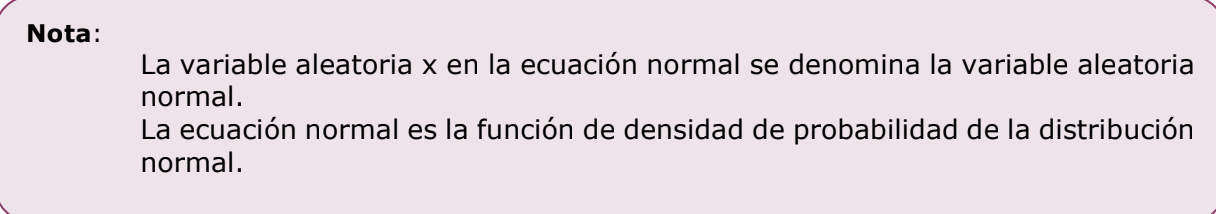 Nota:
La variable aleatoria x en la ecuación normal se denomina la variable aleatoria
normal.
La ecuación normal es la función de densidad de probabilidad de la distribución
normal.